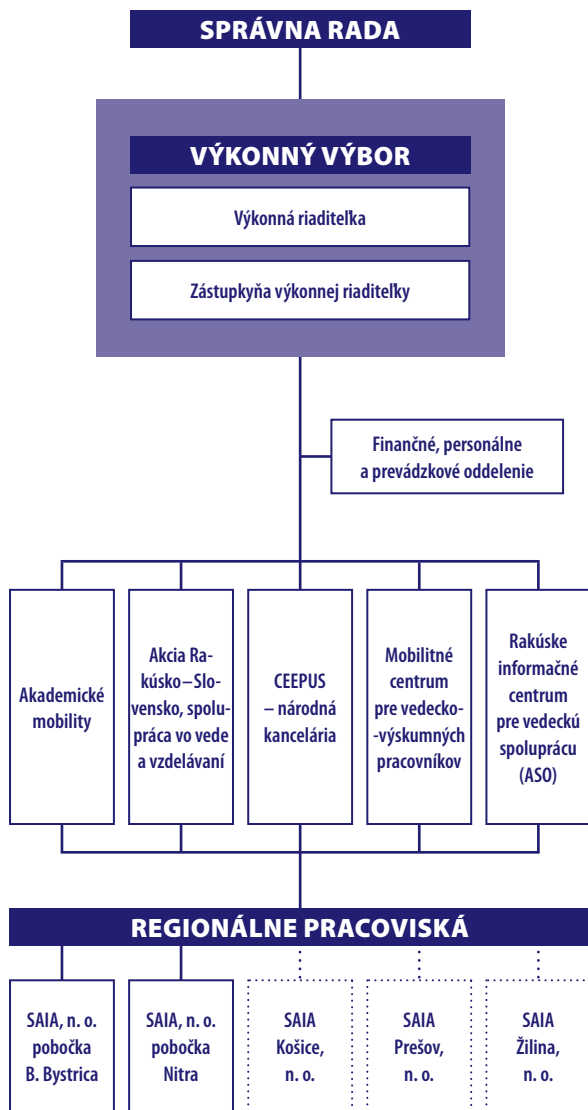 SPRÁVNA RADA
VÝKONNÝ VÝBOR
Výkonná riaditeľka
Zástupkyňa výkonnej riaditeľky
Finančné, personálne
a prevádzkové oddelenie
Akademické
mobility
Akcia Ra-
kúsko–Slo-
vensko, spolu-
práca vo vede
a vzdelávaní
CEEPUS
– národná
kancelária
Mobilitné
centrum
pre vedecko-
-výskumných
pracovníkov
Rakúske
informačné
centrum
pre vedeckú
spoluprácu
(ASO)
REGIONÁLNE PRACOVISKÁ
SAIA, n. o.
pobočka
B. Bystrica
SAIA, n. o.
pobočka
Nitra
SAIA
Košice,
n. o.
SAIA
Prešov,
n. o.
SAIA
Žilina,
n. o.